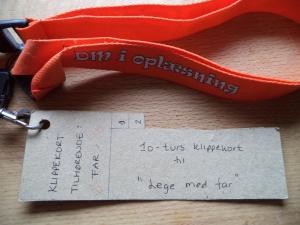 om i oplæsning
KLIPPEKORT
TILHØRENDE:
FAR
1
2
10-turs klippekort
til
"Lege med far"